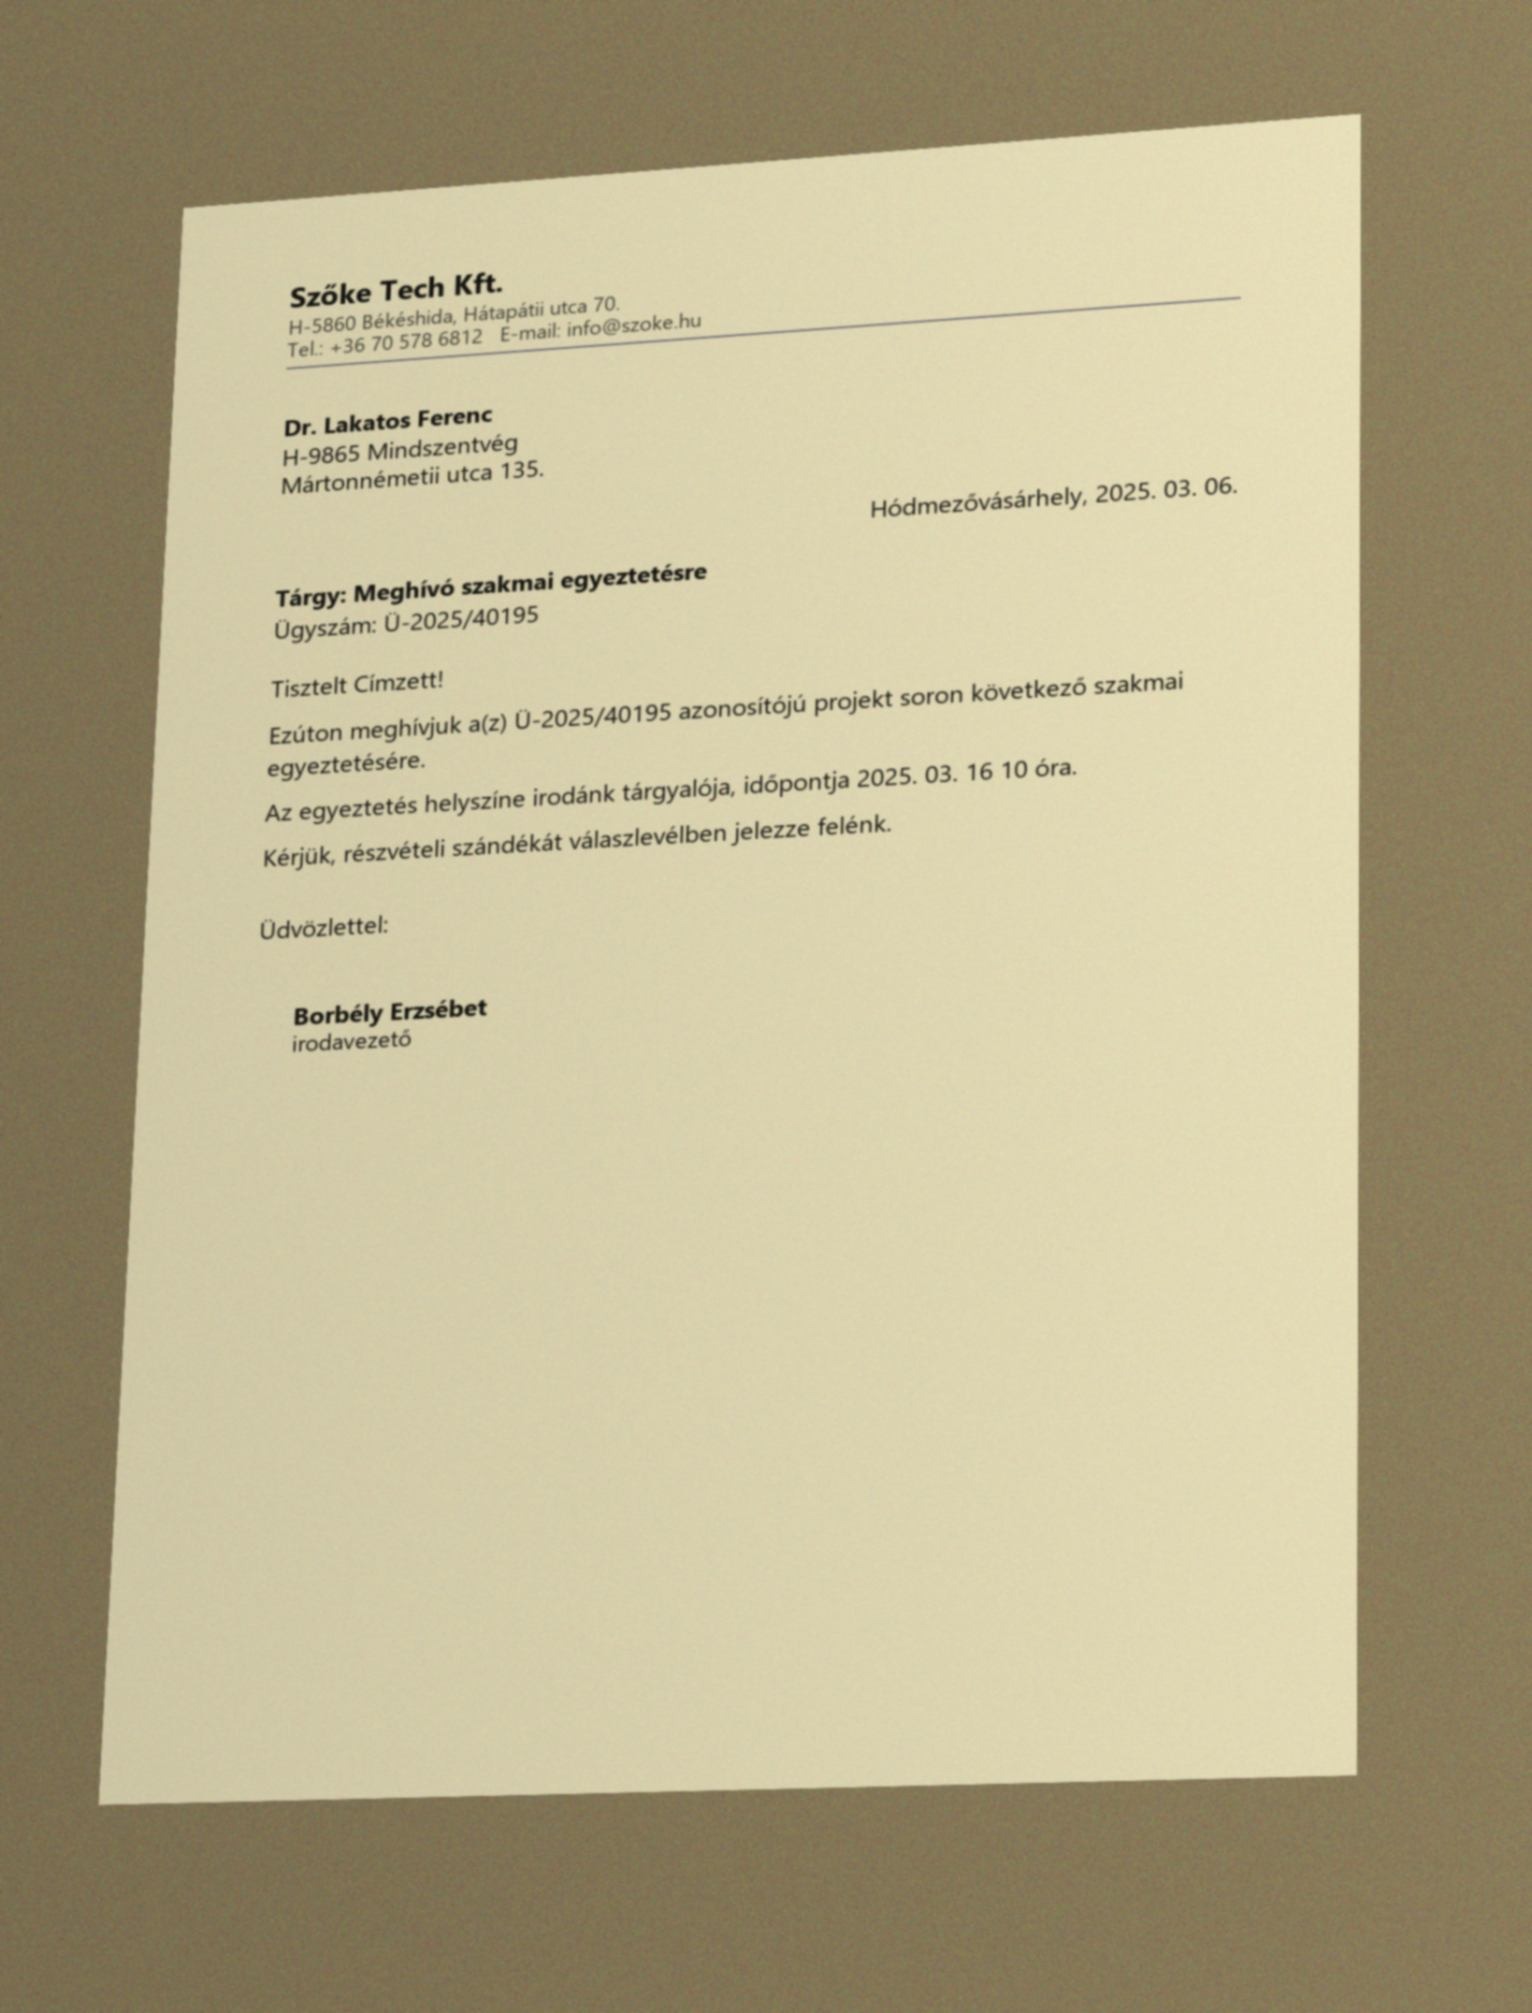 Szőke Tech Kft.
H-5860 Békéshida, Hátapátii utca 70.
Tel.: +36 70 578 6812 E-mail: info@szoke.hu
Dr. Lakatos Ferenc
H-9865 Mindszentvég
Mártonnémetii utca 135.
Hódmezővásárhely, 2025. 03. 06.
Tárgy: Meghívó szakmai egyeztetésre
Ügyszám: Ü-2025/40195
Tisztelt Címzett!
Ezúton meghívjuk a(z) Ü-2025/40195 azonosítójú projekt soron következő szakmai
egyeztetésére.
Az egyeztetés helyszíne irodánk tárgyalója, időpontja 2025. 03. 16 10 óra.
Kérjük, részvételi szándékát válaszlevélben jelezze felénk.
Üdvözlettel:
Borbély Erzsébet
irodavezető